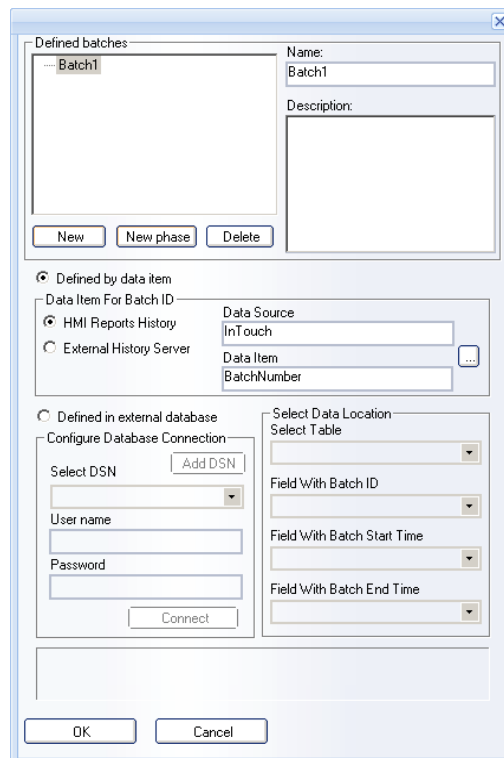 Defined batches
Batch1
Name:
Batch1
Description:
New
New phase
Delete
Defined by data item
Data Item For Batch ID
HMI Reports History
External History Server
Data Source
InTouch
Data Item
BatchNumber
...
Defined in external database
Configure Database Connection
Add DSN
Select DSN
User name
Password
Connect
Select Data Location
Select Table
Field With Batch ID
Field With Batch Start Time
Field With Batch End Time
OK
Cancel